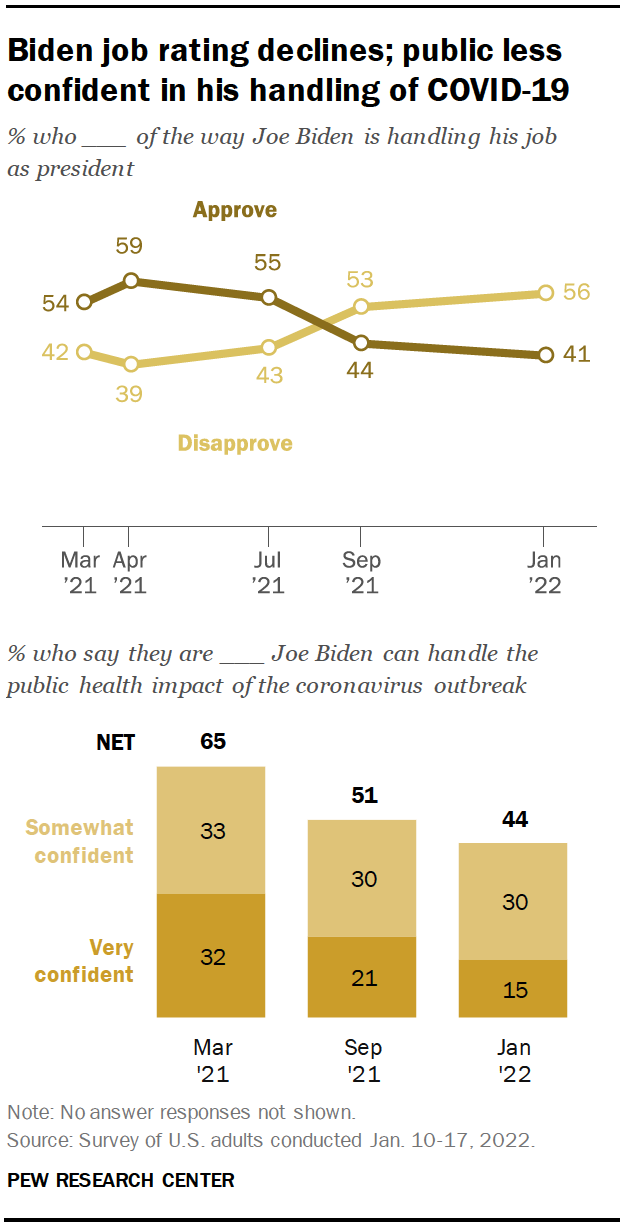 Biden job rating declines; public less
confident in his handling of COVID-19
% who ____ of the way Joe Biden is handling his job
as president
Approve
59
55
53
56
54
42
39
43
44
41
Disapprove
Mar Apr Jul Sep Jan
’21 ’21 ’21 ’21 ’22
% who say they are ____ Joe Biden can handle the
public health impact of the coronavirus outbreak
NET 65
51
44
Somewhat
confident
33
30
30
Very
confident
32
21
15
Mar Sep Jan
'21 '21 '22
Note: No answer responses not shown.
Source: Survey of U.S. adults conducted Jan. 10-17, 2022.
PEW RESEARCH CENTER